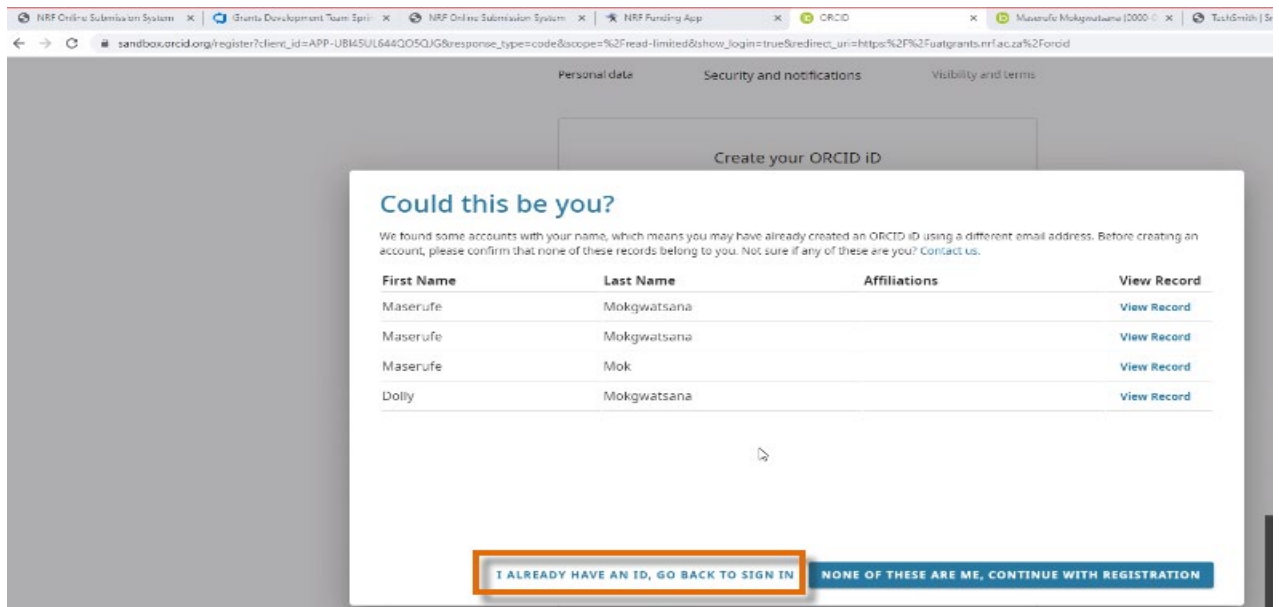 NRF Online Submission System
Grants Development Team Sprin
NRF Online Submission System
NRF Funding App
ORCID
Maserufe Mokgwatsana (0000-0
TechSmith | Sn
sandbox.orcid.org/register?client_id=APP-UBI45UL644QO5QJG&response_type=code&scope=%2Fread-limited&show_login=true&redirect_uri=https:%2F%2Fuatgrants.nrf.ac.za%2Forcid
Personal data Security and notifications Visibility and terms
Create your ORCID iD
Could this be you?
We found some accounts with your name, which means you may have already created an ORCID iD using a different email address. Before creating an
account, please confirm that none of these records belong to you. Not sure if any of these are you? Contact us.
First Name Last Name Affiliations View Record
Maserufe Mokgwatsana View Record
Maserufe Mokgwatsana View Record
Maserufe Mok View Record
Dolly Mokgwatsana View Record
I ALREADY HAVE AN ID, GO BACK TO SIGN IN NONE OF THESE ARE ME, CONTINUE WITH REGISTRATION